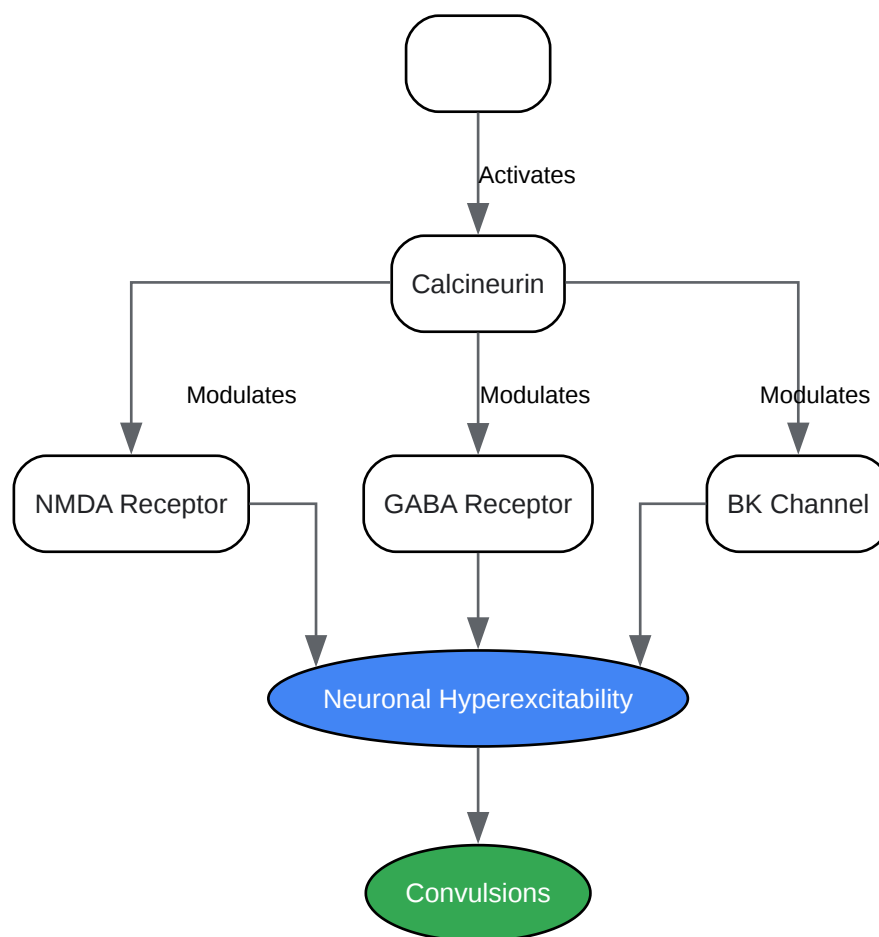 Activates
Calcineurin
Modulates
Modulates
Modulates
NMDA Receptor
GABA Receptor
BK Channel
Neuronal Hyperexcitability
Convulsions